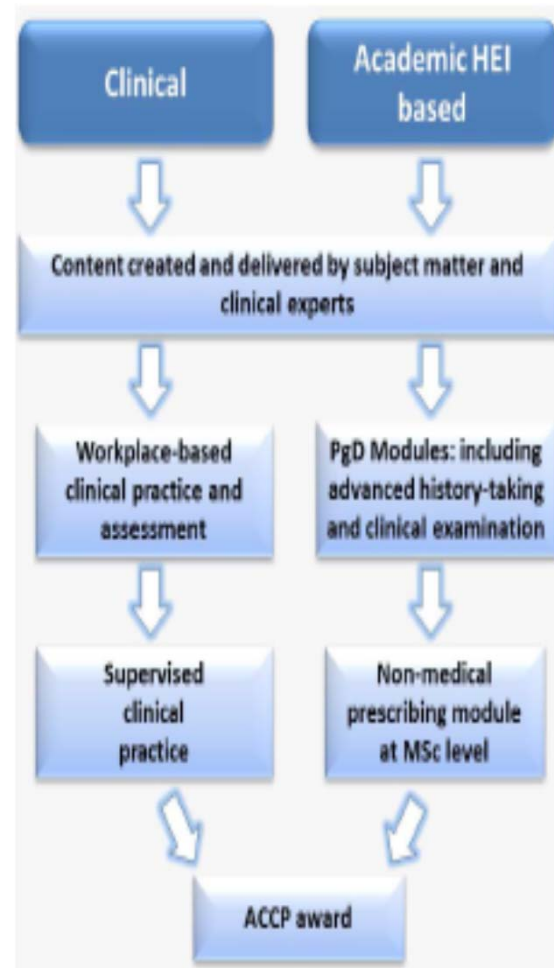 Clinical
Academic HEI
based
Content created and delivered by subject matter and
clinical experts
Workplace-based
clinical practice and
assessment
PgD Modules: including
advanced history-taking
and clinical examination
Supervised
clinical
practice
Non-medical
prescribing module
at MSc level
ACCP award